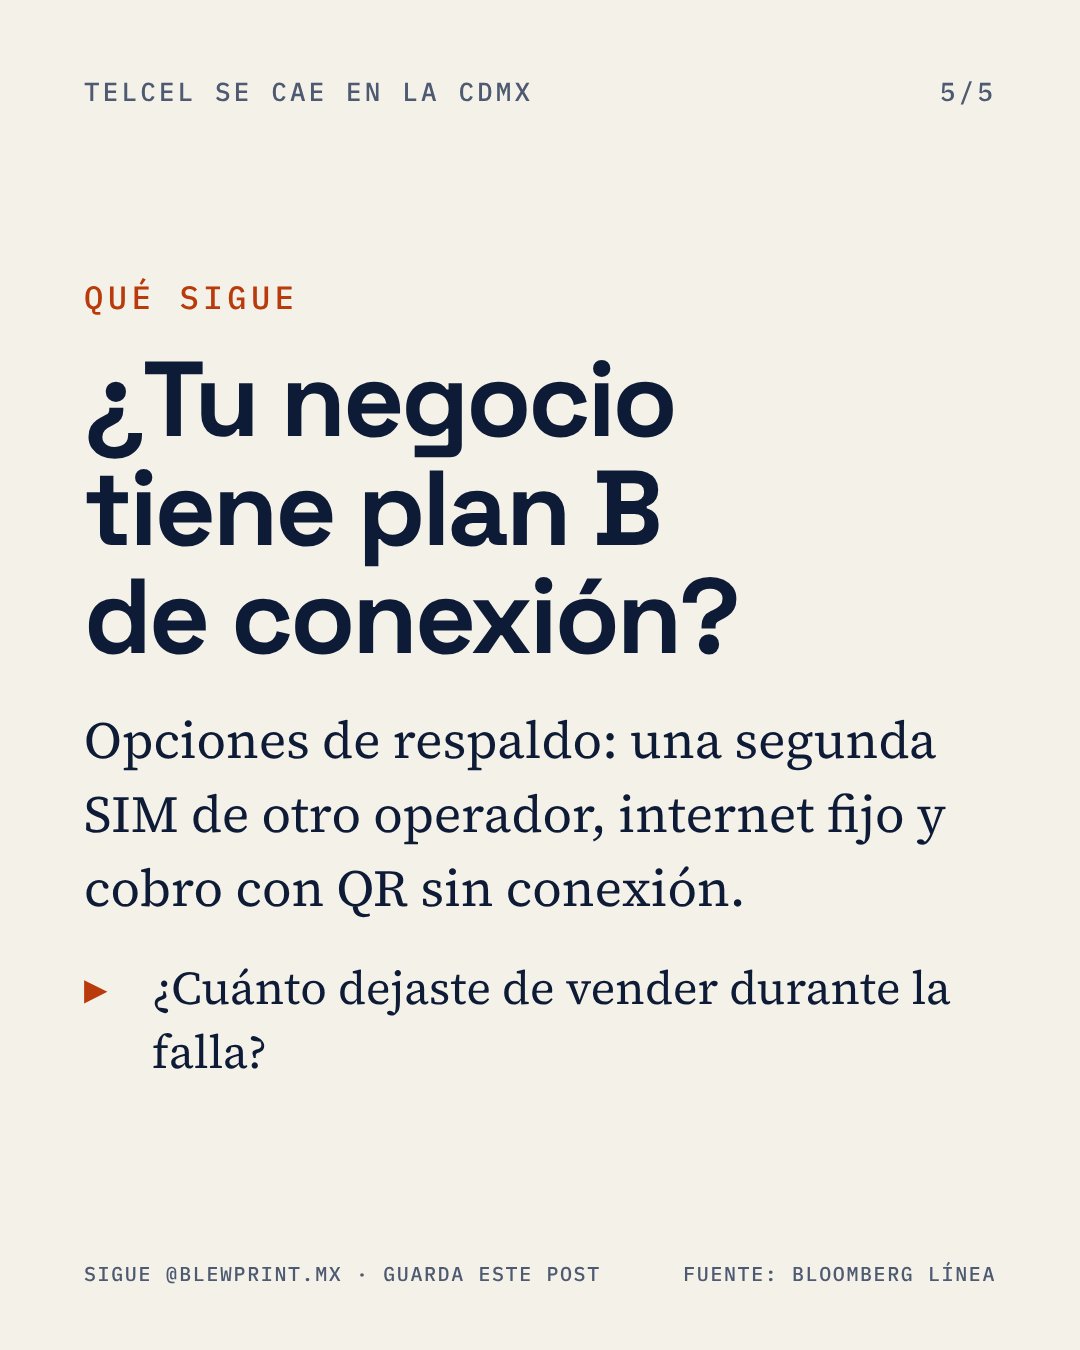 TELCEL SE CAE EN LA CDMX
5/5
QUÉ SIGUE
¿Tu negocio
tiene plan B
de conexión?
Opciones de respaldo: una segunda
SIM de otro operador, internet fijo y
cobro con QR sin conexión.
▶ ¿Cuánto dejaste de vender durante la
falla?
SIGUE @BLEWPRINT.MX · GUARDA ESTE POST
FUENTE: BLOOMBERG LÍNEA